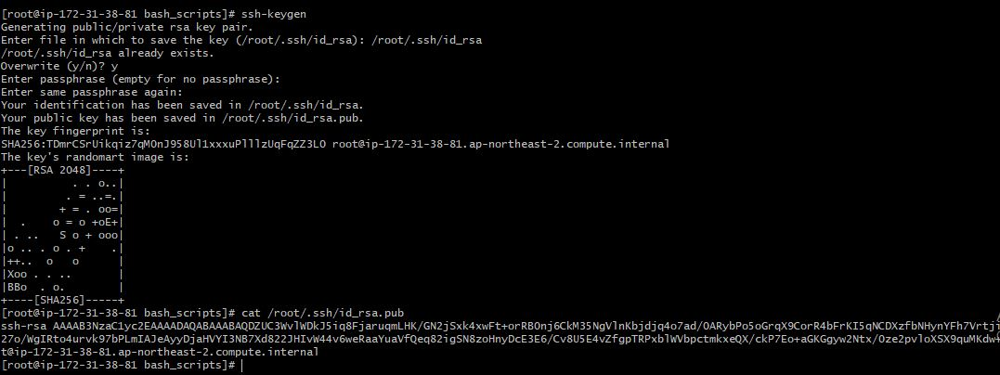 [root@ip-172-31-38-81 bash_scripts]# ssh-keygen
Generating public/private rsa key pair.
Enter file in which to save the key (/root/.ssh/id_rsa): /root/.ssh/id_rsa
/root/.ssh/id_rsa already exists.
Overwrite (y/n)? y
Enter passphrase (empty for no passphrase):
Enter same passphrase again:
Your identification has been saved in /root/.ssh/id_rsa.
Your public key has been saved in /root/.ssh/id_rsa.pub.
The key fingerprint is:
SHA256:TDmrCSrUikqiz7qMOnJ958Ul1xxxuPlllzUqFqZZ3LO root@ip-172-31-38-81.ap-northeast-2.compute.internal
The key's randomart image is:
+---[RSA 2048]----+
|          . . o..|
|         . = ..=.|
|        + = . oo=|
|  .    o = o +oE+|
| . ..   S o + ooo|
|o .. . o . +    .|
|++..  o   o      |
|Xoo . . ..       |
|BBo  . o.        |
+----[SHA256]-----+
[root@ip-172-31-38-81 bash_scripts]# cat /root/.ssh/id_rsa.pub
ssh-rsa AAAAB3NzaC1yc2EAAAADAQABAAABAQDZUC3WvlWDkJ5iq8FjaruqmLHK/GN2jSxk4xwFt+orRBOnj6CkM35NgVlnKbjdjq4o7ad/OARybPo5oGrqX9CorR4bFrKI5qNCDXzfbNHynYFh7Vrtji
27o/WgIRto4urvk97bPLmIAJeAyyDjaHVYI3NB7Xd822JHIvW44v6weRaaYuaVfQeq82igSN8zoHnyDcE3E6/Cv8U5E4vZfgpTRPxblWVbpctmkxeQX/ckP7Eo+aGKGgyw2Ntx/Oze2pvloXSX9quMKdw+
t@ip-172-31-38-81.ap-northeast-2.compute.internal
[root@ip-172-31-38-81 bash_scripts]#